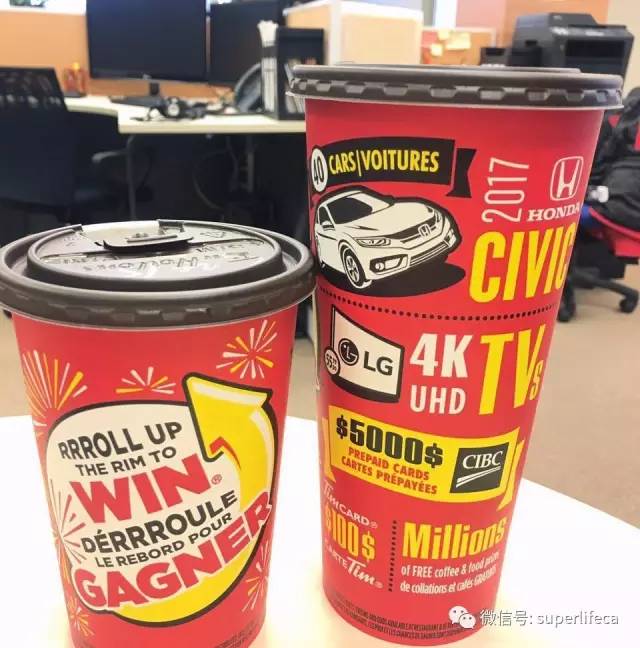 RRROLL UP
THE RIM TO
WIN®
DÉRRROULE
LE REBORD POUR
GAGNER
40 CARS|VOITURES
2017
HONDA
CIVIC
55"
LG
4K
UHD
TVs
$5000$
PREPAID CARDS
CARTES PRÉPAYÉES
CIBC
TimCARD®
$100$
CARTE Tim
Millions
of FREE coffee & food prizes
de collations et cafés GRATUITS
微信号: superlifeca